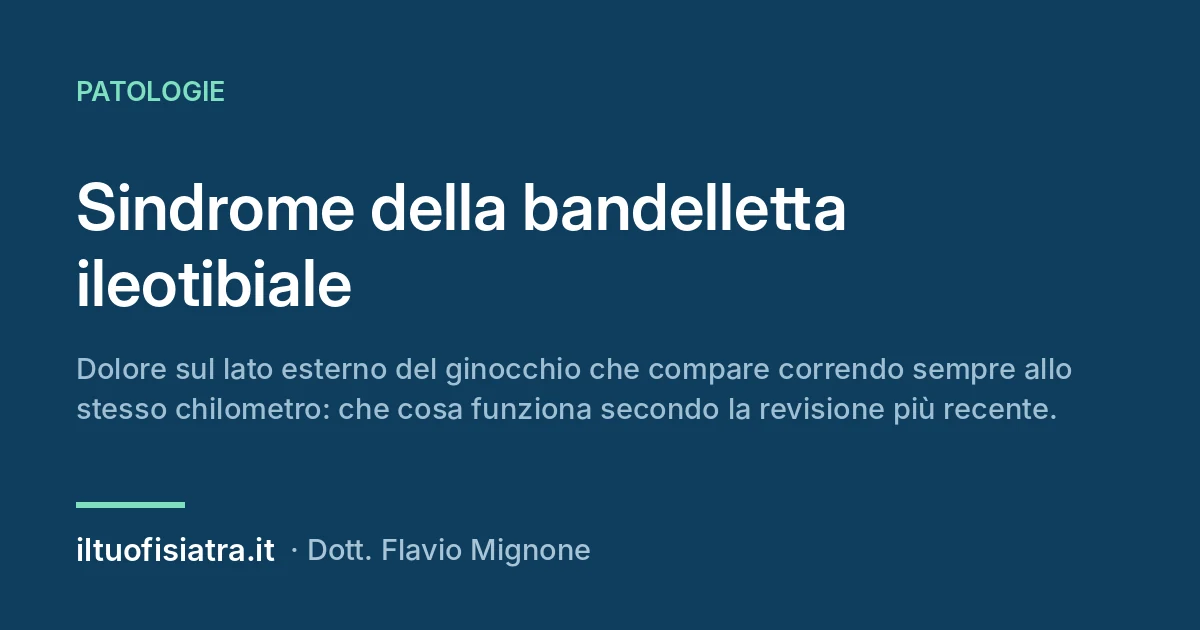 PATOLOGIE
Sindrome della bandelletta
ileotibiale
Dolore sul lato esterno del ginocchio che compare correndo sempre allo
stesso chilometro: che cosa funziona secondo la revisione più recente.
iltuofisiatra.it · Dott. Flavio Mignone